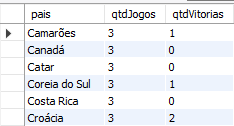 pais qtdJogos qtdVitorias
Camarões 3 1
Canadá 3 0
Catar 3 0
Coreia do Sul 3 1
Costa Rica 3 0
Croácia 3 2